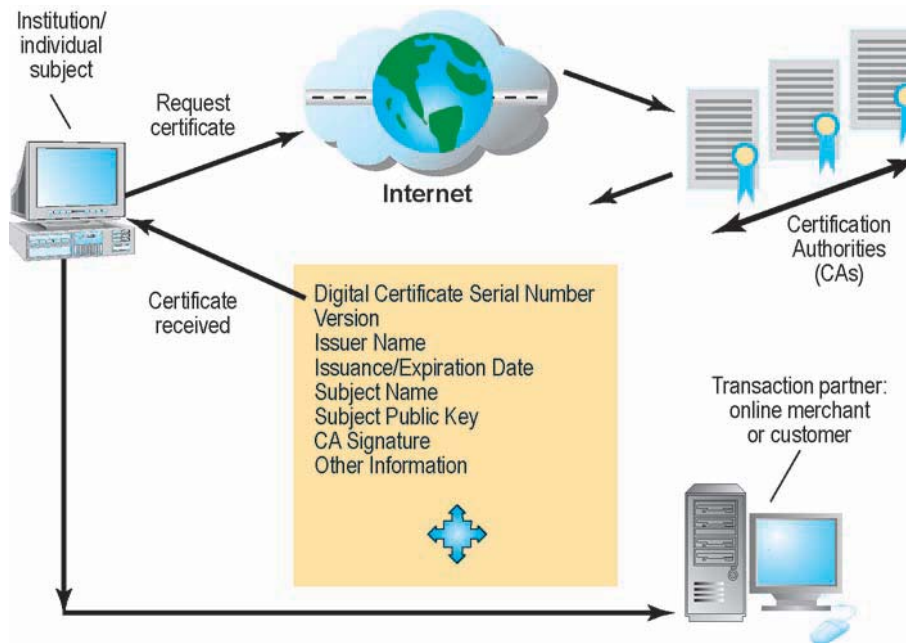 Institution/
individual
subject
Request
certificate
Internet
Certification
Authorities
(CAs)
Certificate
received
Digital Certificate Serial Number
Version
Issuer Name
Issuance/Expiration Date
Subject Name
Subject Public Key
CA Signature
Other Information
Transaction partner:
online merchant
or customer